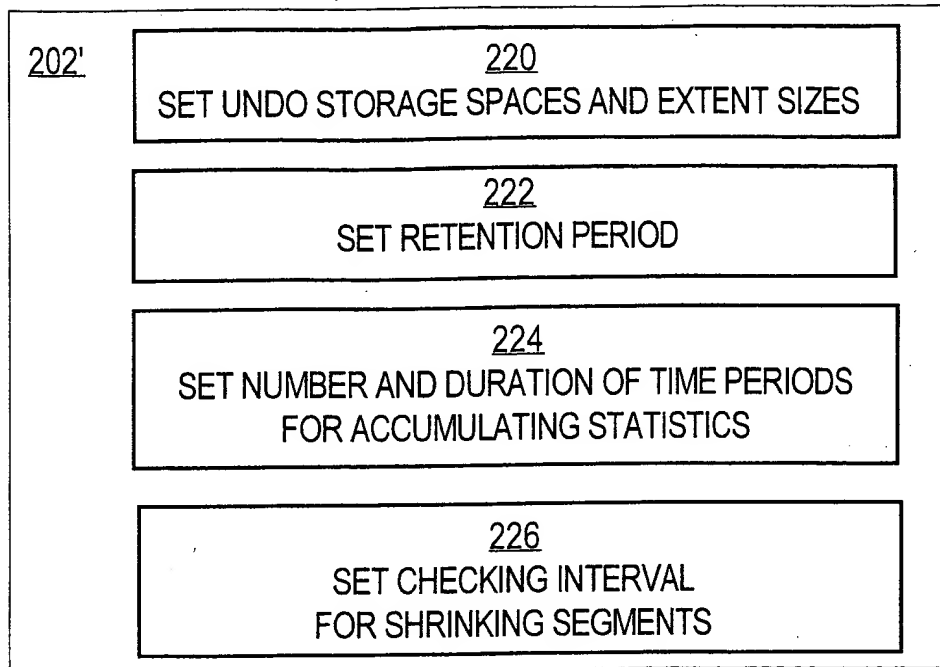 202'
220
SET UNDO STORAGE SPACES AND EXTENT SIZES
222
SET RETENTION PERIOD
224
SET NUMBER AND DURATION OF TIME PERIODS
FOR ACCUMULATING STATISTICS
226
SET CHECKING INTERVAL
FOR SHRINKING SEGMENTS